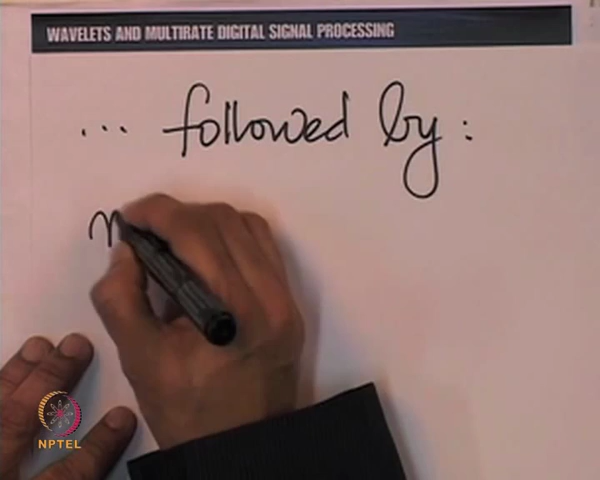 WAVELETS AND MULTIRATE DIGITAL SIGNAL PROCESSING
... followed by:
NPTEL